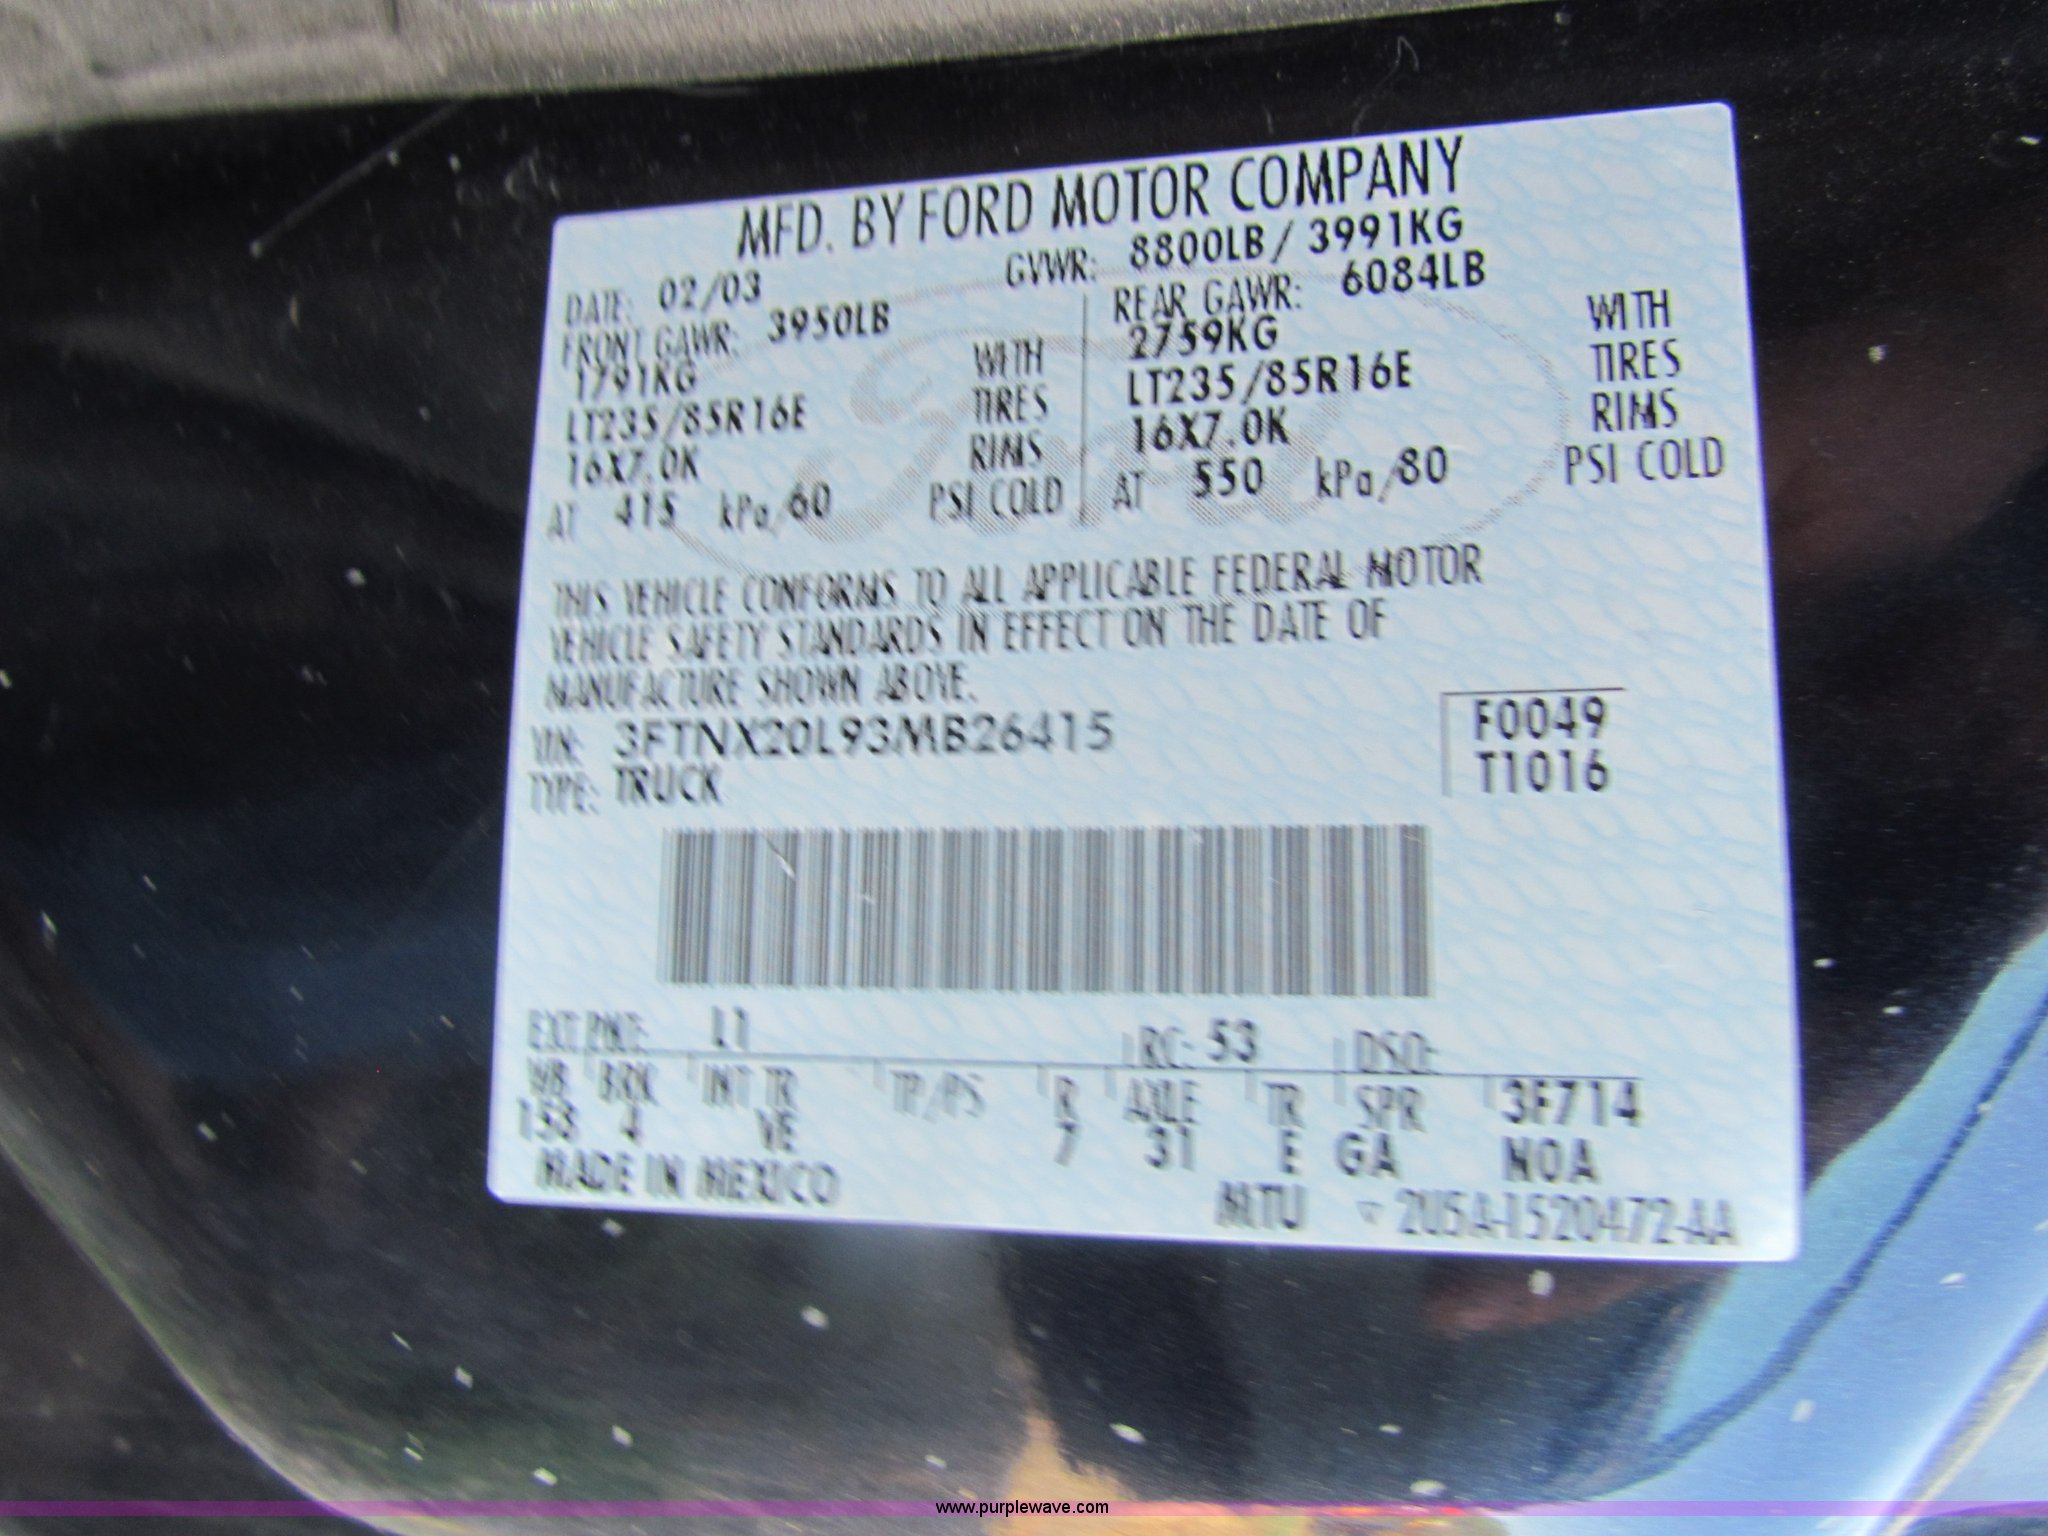 MFD. BY FORD MOTOR COMPANY
DATE: 02/03 GVWR: 8800LB / 3991KG
FRONT GAWR: 3950LB REAR GAWR: 6084LB
1791KG WITH 2759KG WITH
LT235/85R16E TIRES LT235/85R16E TIRES
16X7.0K RIMS 16X7.0K RIMS
AT 415 kPa/60 PSI COLD AT 550 kPa/80 PSI COLD
THIS VEHICLE CONFORMS TO ALL APPLICABLE FEDERAL MOTOR
VEHICLE SAFETY STANDARDS IN EFFECT ON THE DATE OF
MANUFACTURE SHOWN ABOVE.
VIN: 3FTNX20L93MB26415 F0049
TYPE: TRUCK T1016
EXT PNT: L1 RC: 53 DSO:
WB BRK INT TR TP/PS R AXLE TR SPR 3F714
158 4 VE 7 31 E GA NOA
MADE IN MEXICO
MTU ▽ 2U5A-1520472-AA
www.purplewave.com